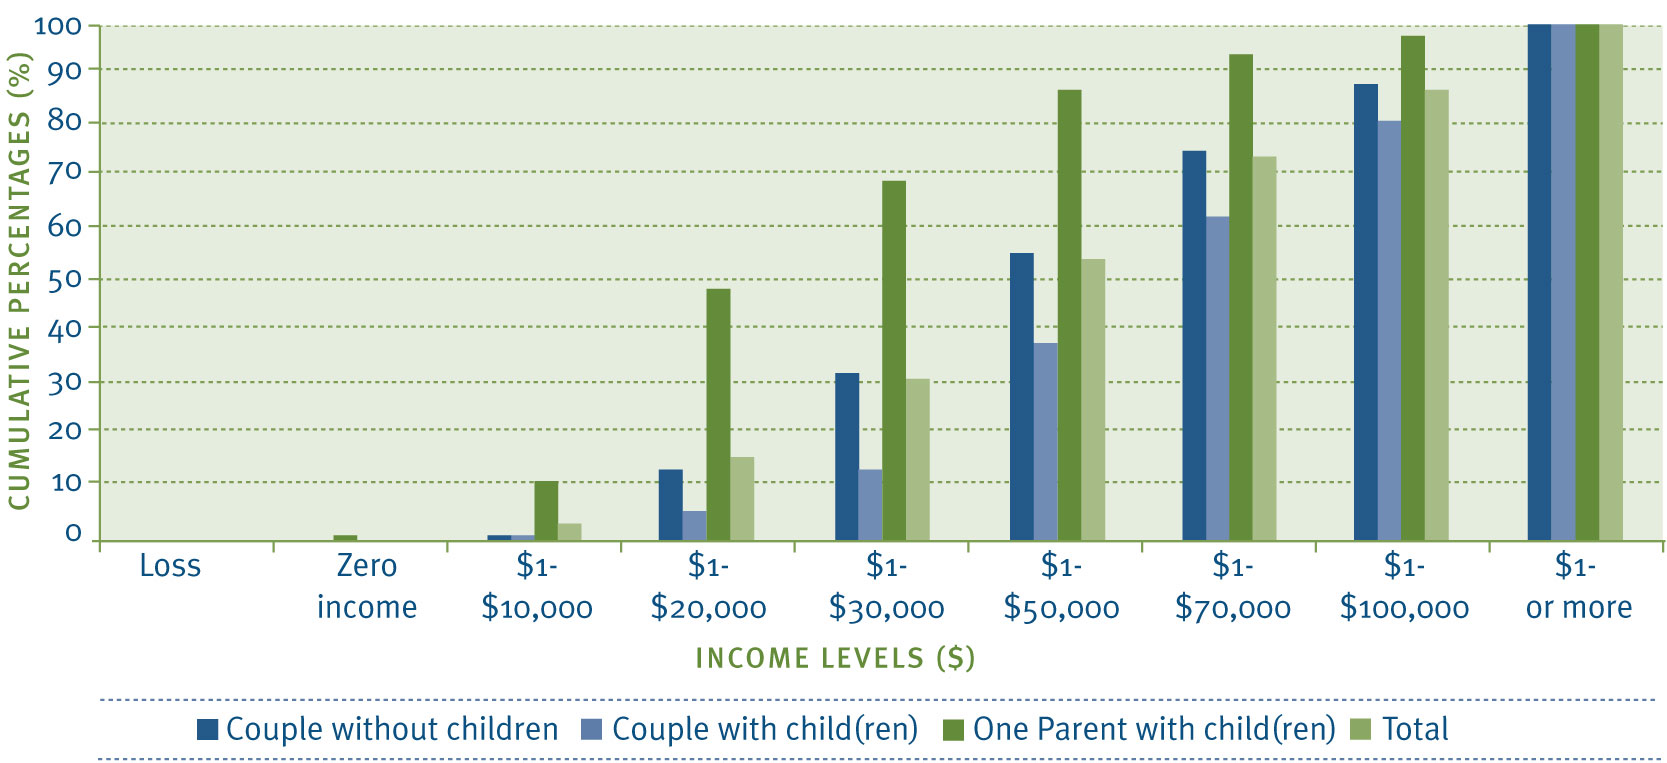 CUMULATIVE PERCENTAGES (%)
100
90
80
70
60
50
40
30
20
10
0
Loss
Zero
income
$1-
$10,000
$1-
$20,000
$1-
$30,000
$1-
$50,000
$1-
$70,000
$1-
$100,000
$1-
or more
INCOME LEVELS ($)
Couple without children
Couple with child(ren)
One Parent with child(ren)
Total